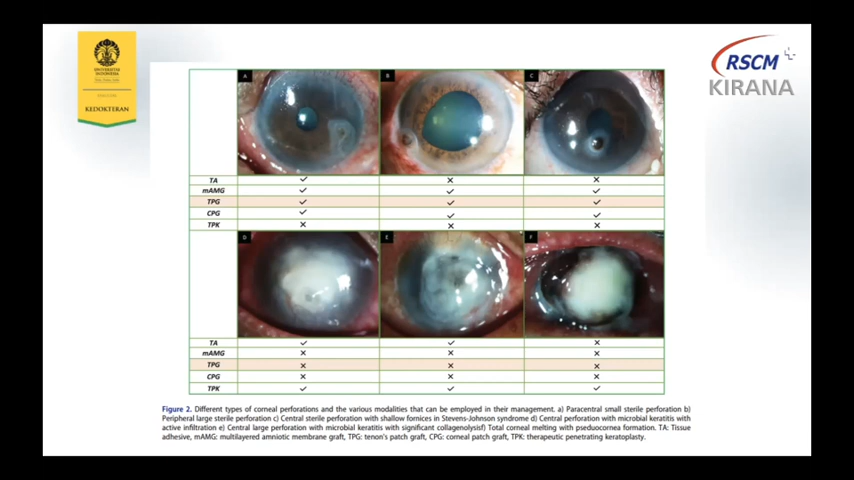 UNIVERSITAS
INDONESIA
FAKULTAS
KEDOKTERAN
RSCM
KIRANA
A B C
TA ✓ ✕ ✕
mAMG ✓ ✓ ✓
TPG ✓ ✓ ✓
CPG ✓ ✓ ✓
TPK ✕ ✕ ✕
D E F
TA ✓ ✓ ✕
mAMG ✕ ✕ ✕
TPG ✕ ✕ ✕
CPG ✕ ✕ ✕
TPK ✓ ✓ ✓
Figure 2. Different types of corneal perforations and the various modalities that can be employed in their management. a) Paracentral small sterile perforation b)
Peripheral large sterile perforation c) Central sterile perforation with shallow fornices in Stevens-Johnson syndrome d) Central perforation with microbial keratitis with
active infiltration e) Central large perforation with microbial keratitis with significant collagenolysisf) Total corneal melting with pseduocornea formation. TA: Tissue
adhesive, mAMG: multilayered amniotic membrane graft, TPG: tenon's patch graft, CPG: corneal patch graft, TPK: therapeutic penetrating keratoplasty.